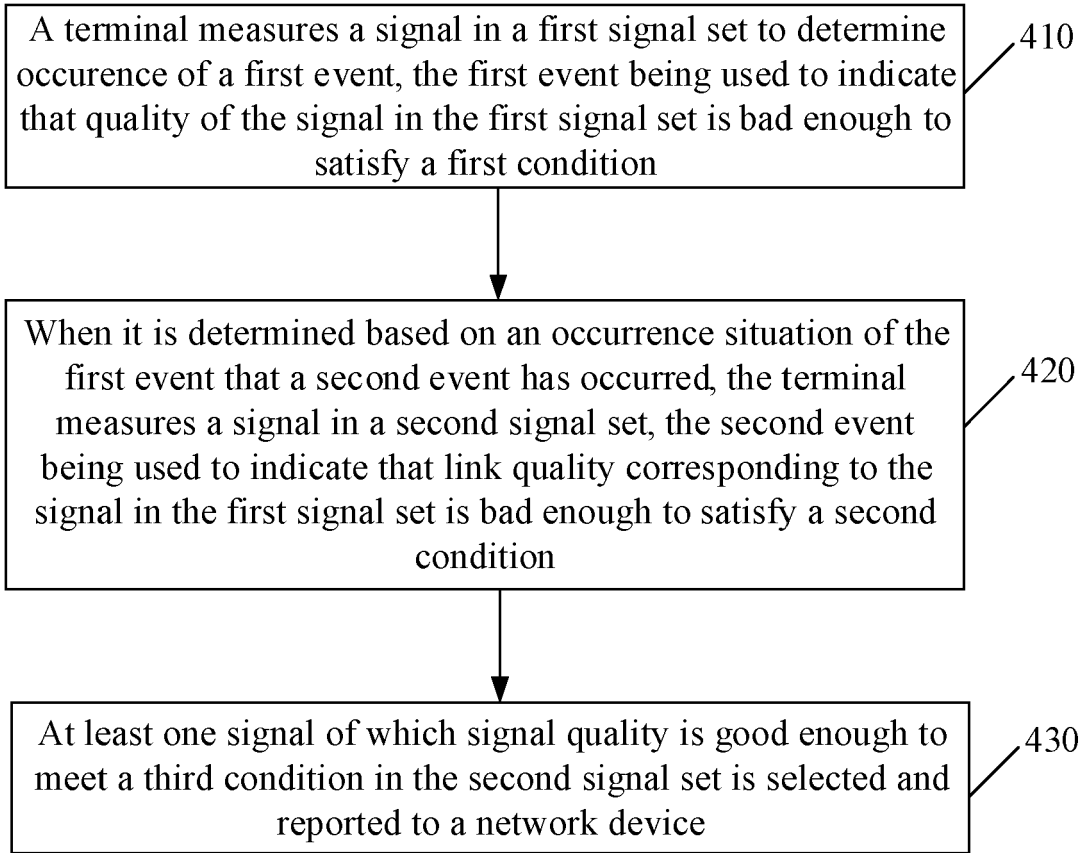 A terminal measures a signal in a first signal set to determine
occurence of a first event, the first event being used to indicate
that quality of the signal in the first signal set is bad enough to
satisfy a first condition
410
When it is determined based on an occurrence situation of the
first event that a second event has occurred, the terminal
measures a signal in a second signal set, the second event
being used to indicate that link quality corresponding to the
signal in the first signal set is bad enough to satisfy a second
condition
420
At least one signal of which signal quality is good enough to
meet a third condition in the second signal set is selected and
reported to a network device
430